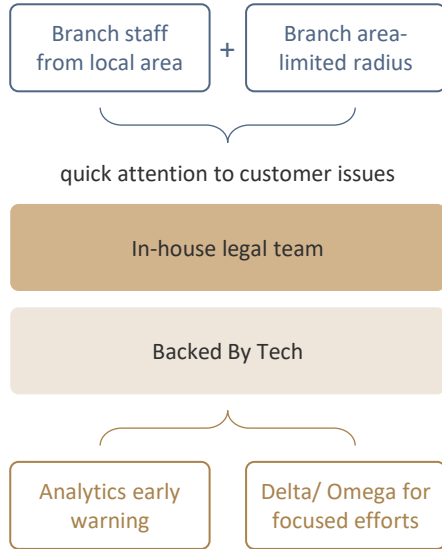 Branch staff
from local area
+
Branch area-
limited radius
quick attention to customer issues
In-house legal team
Backed By Tech
Analytics early
warning
Delta/ Omega for
focused efforts